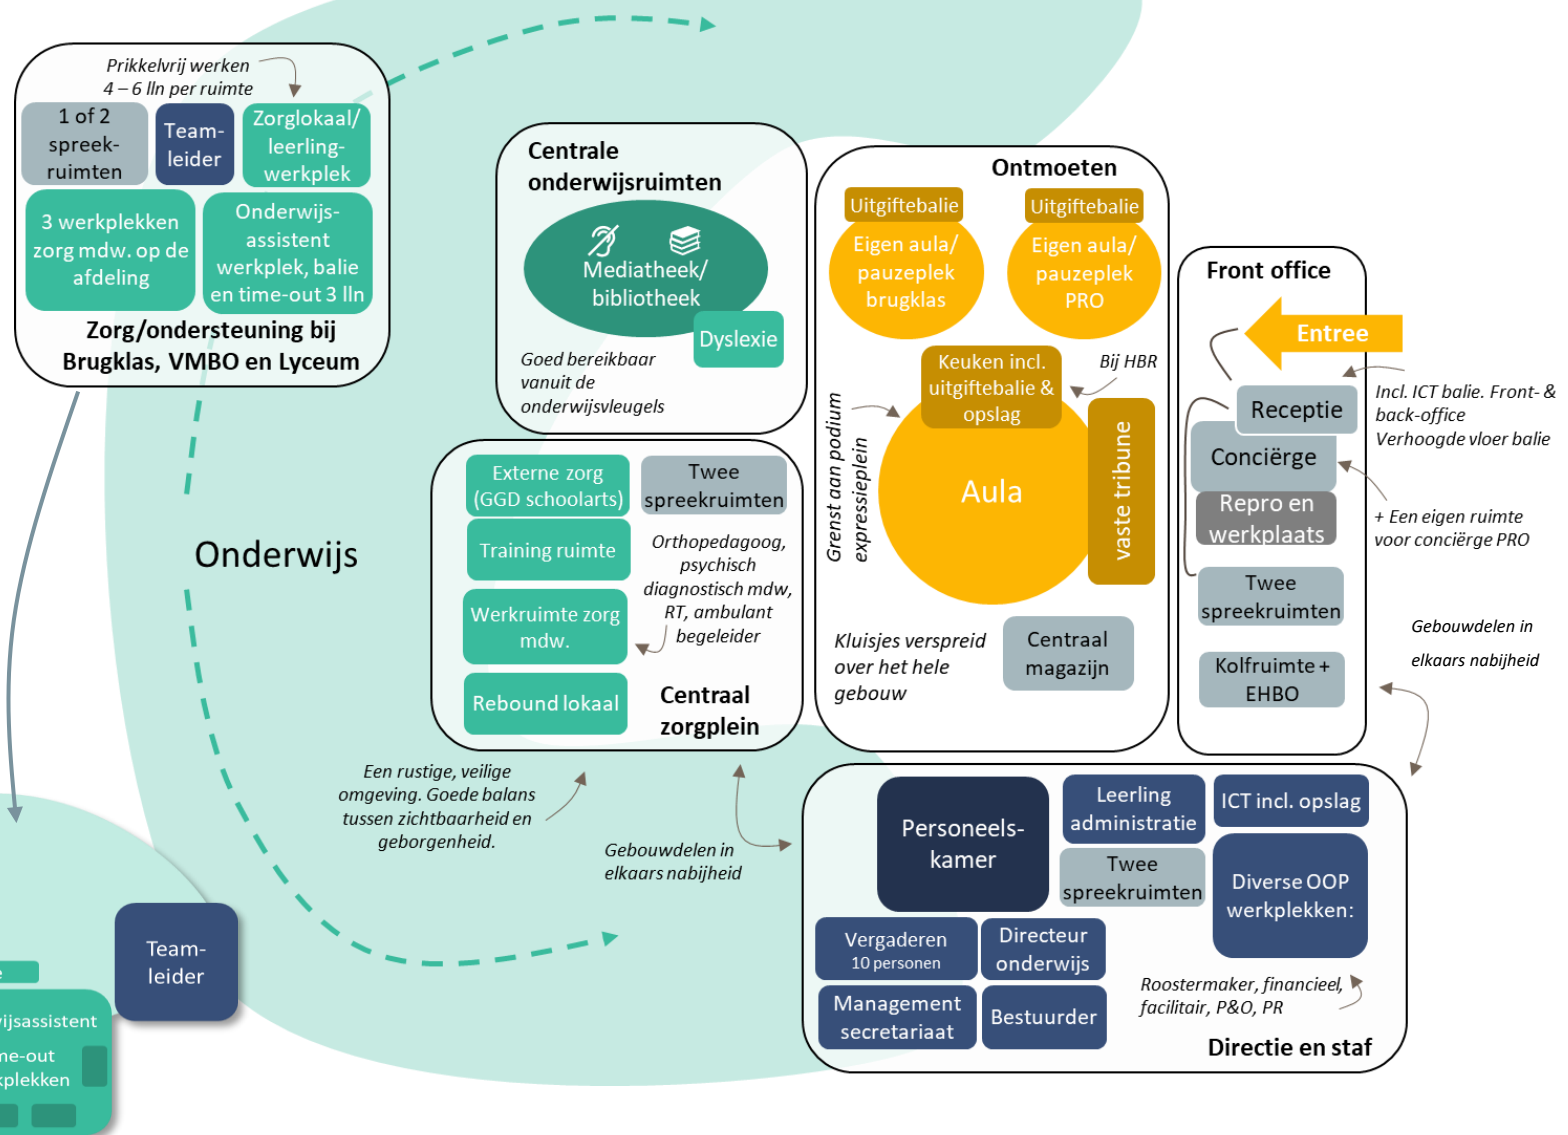 Prikkelvrij werken
4 – 6 lln per ruimte
1 of 2
spreek-
ruimten
Team-
leider
Zorglokaal/
leerling-
werkplek
3 werkplekken
zorg mdw. op de
afdeling
Onderwijs-
assistent
werkplek, balie
en time-out 3 lln
Zorg/ondersteuning bij
Brugklas, VMBO en Lyceum
Centrale
onderwijsruimten
Mediatheek/
bibliotheek
Dyslexie
Goed bereikbaar
vanuit de
onderwijsvleugels
Ontmoeten
Uitgiftebalie
Eigen aula/
pauzeplek
brugklas
Uitgiftebalie
Eigen aula/
pauzeplek
PRO
Keuken incl.
uitgiftebalie &
opslag
Bij HBR
Grenst aan podium
expressieplein
Aula
vaste tribune
Kluisjes verspreid
over het hele
gebouw
Centraal
magazijn
Front office
Entree
Receptie
Incl. ICT balie. Front- &
back-office
Verhoogde vloer balie
Conciërge
Repro en
werkplaats
+ Een eigen ruimte
voor conciërge PRO
Twee
spreekruimten
Kolfruimte +
EHBO
Gebouwdelen in
elkaars nabijheid
Onderwijs
Externe zorg
(GGD schoolarts)
Twee
spreekruimten
Training ruimte
Orthopedagoog,
psychisch
diagnostisch mdw,
RT, ambulant
begeleider
Werkruimte zorg
mdw.
Rebound lokaal
Centraal
zorgplein
Een rustige, veilige
omgeving. Goede balans
tussen zichtbaarheid en
geborgenheid.
Gebouwdelen in
elkaars nabijheid
Personeels-
kamer
Leerling
administratie
ICT incl. opslag
Twee
spreekruimten
Diverse OOP
werkplekken:
Vergaderen
10 personen
Directeur
onderwijs
Management
secretariaat
Bestuurder
Roostermaker, financieel,
facilitair, P&O, PR
Directie en staf
Team-
leider
e
ijsassistent
me-out
kplekken